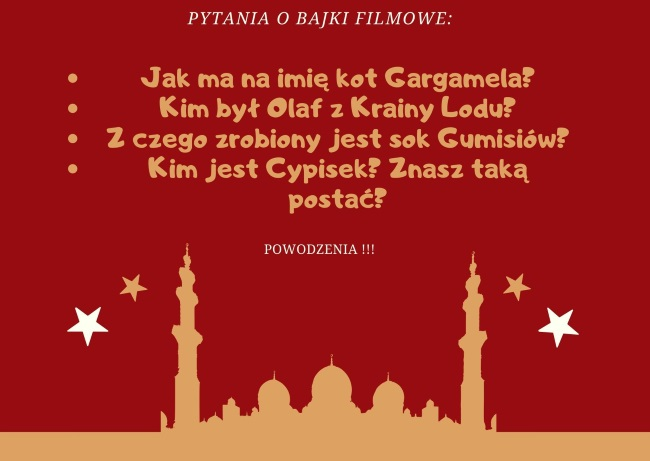 PYTANIA O BAJKI FILMOWE:
• Jak ma na imię kot Gargamela?
• Kim był Olaf z Krainy Lodu?
• Z czego zrobiony jest sok Gumisiów?
• Kim jest Cypisek? Znasz taką
postać?
POWODZENIA !!!